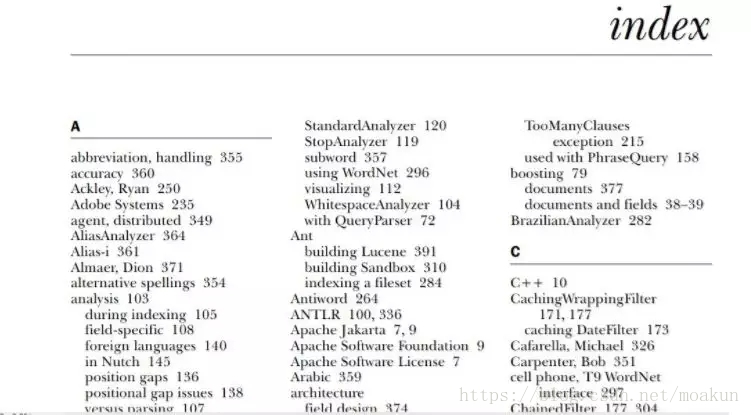 index
A
abbreviation, handling 355
accuracy 360
Ackley, Ryan 250
Adobe Systems 235
agent, distributed 349
AliasAnalyzer 364
Alias-i 361
Almaer, Dion 371
alternative spellings 354
analysis 103
during indexing 105
field-specific 108
foreign languages 140
in Nutch 145
position gaps 136
positional gap issues 138
versus parsing 107
StandardAnalyzer 120
StopAnalyzer 119
subword 357
using WordNet 296
visualizing 112
WhitespaceAnalyzer 104
with QueryParser 72
Ant
building Lucene 391
building Sandbox 310
indexing a fileset 284
Antiword 264
ANTLR 100, 336
Apache Jakarta 7, 9
Apache Software Foundation 9
Apache Software License 7
Arabic 359
architecture
field design 374
TooManyClauses
exception 215
used with PhraseQuery 158
boosting 79
documents 377
documents and fields 38–39
BrazilianAnalyzer 282
C
C++ 10
CachingWrappingFilter
171, 177
caching DateFilter 173
Cafarella, Michael 326
Carpenter, Bob 351
cell phone, T9 WordNet
interface 297
ChainedFilter 177, 304
https://blog.csdn.net/moakun